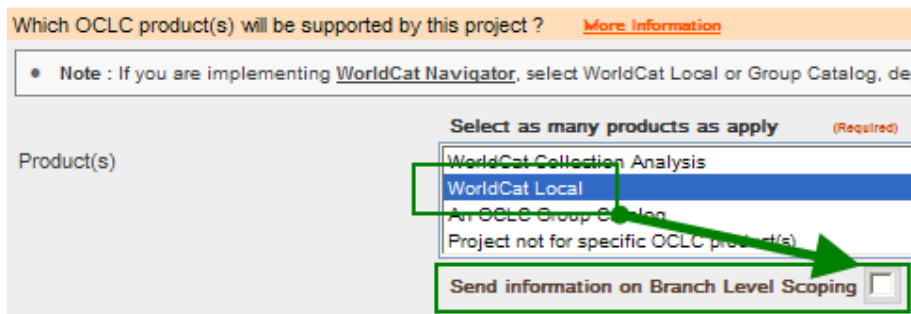 Which OCLC product(s) will be supported by this project ? More Information
• Note : If you are implementing WorldCat Navigator, select WorldCat Local or Group Catalog, de
Select as many products as apply (Required)
Product(s)
WorldCat Collection Analysis
WorldCat Local
An OCLC Group Catalog
Project not for specific OCLC product(s)
Send information on Branch Level Scoping